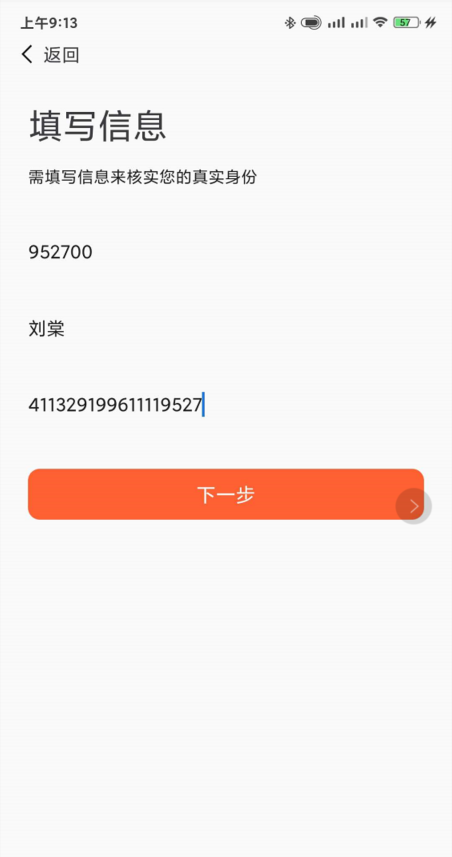 上午9:13
57
返回
填写信息
需填写信息来核实您的真实身份
952700
刘棠
411329199611119527
下一步